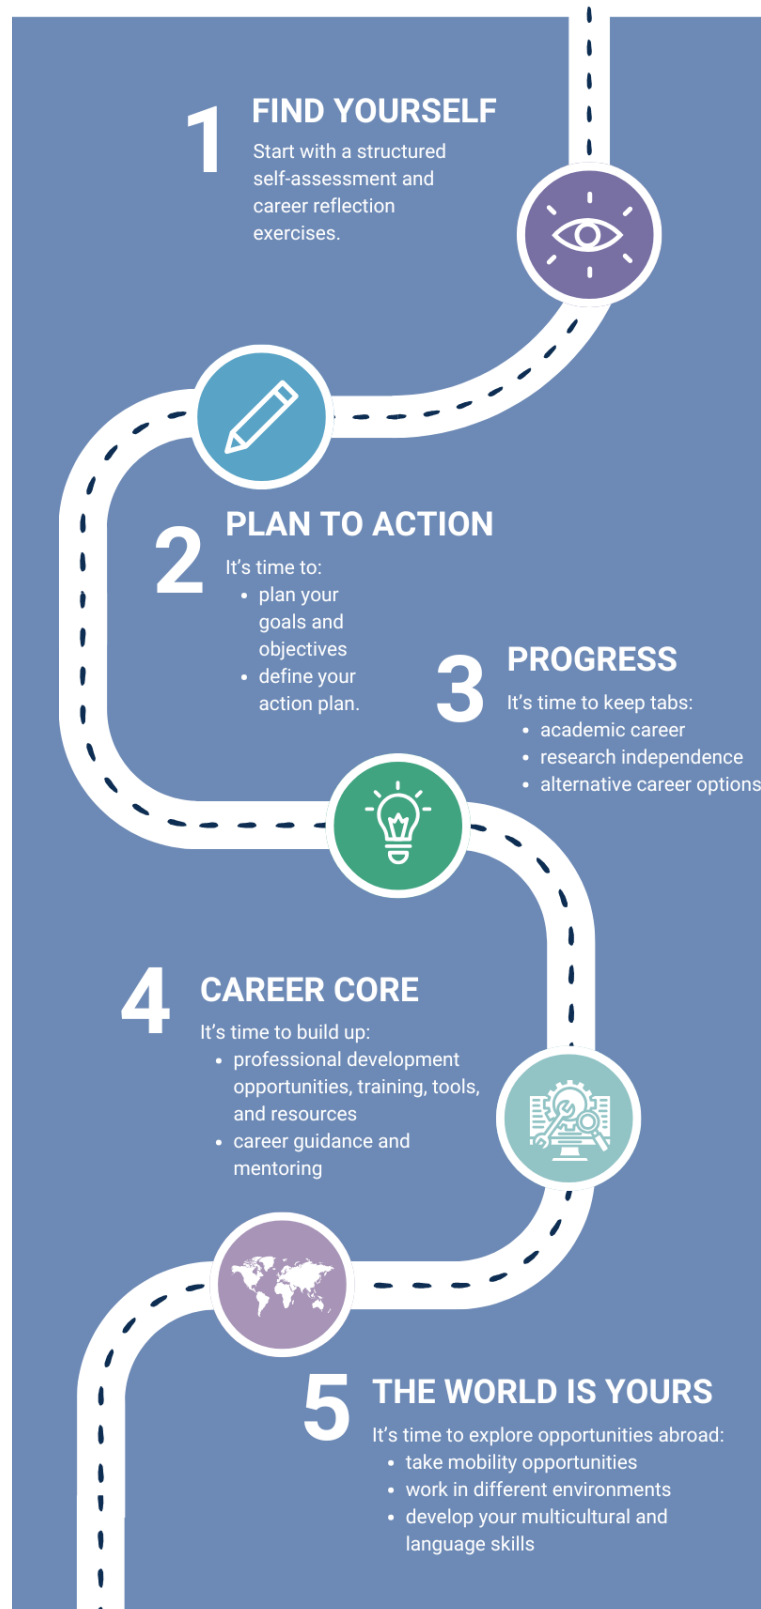 1
FIND YOURSELF
Start with a structured
self-assessment and
career reflection
exercises.
2
PLAN TO ACTION
It’s time to:
• plan your
goals and
objectives
• define your
action plan.
3
PROGRESS
It’s time to keep tabs:
• academic career
• research independence
• alternative career options
4
CAREER CORE
It’s time to build up:
• professional development
opportunities, training, tools,
and resources
• career guidance and
mentoring
5
THE WORLD IS YOURS
It’s time to explore opportunities abroad:
• take mobility opportunities
• work in different environments
• develop your multicultural and
language skills